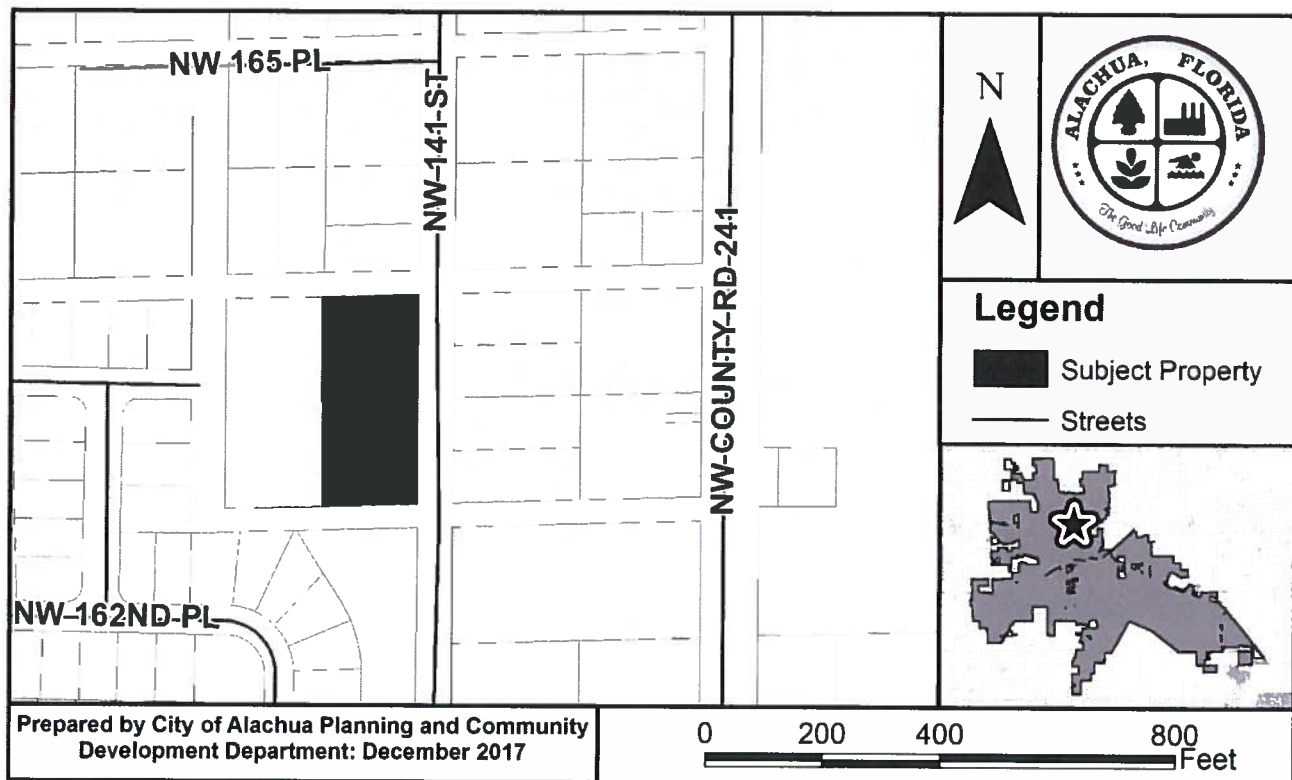 NW 165-PL
NW-141-ST
NW-COUNTY-RD-241
NW-162ND-PL
N
ALACHUA, FLORIDA
The Good Life Community
Legend
Subject Property
Streets
Prepared by City of Alachua Planning and Community
Development Department: December 2017
0 200 400 800
Feet